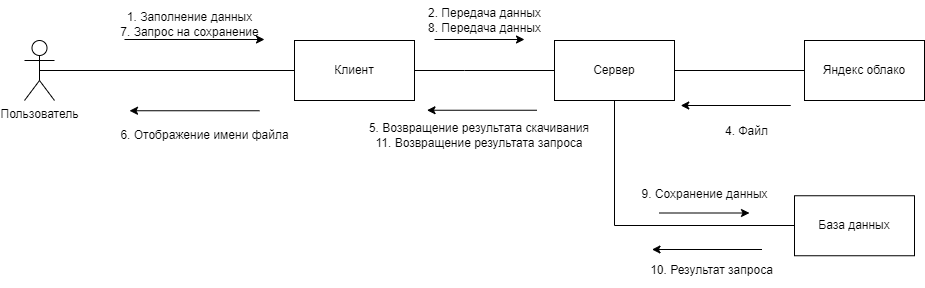 1. Заполнение данных
7. Запрос на сохранение
2. Передача данных
8. Передача данных
Клиент
Сервер
Яндекс облако
Пользователь
6. Отображение имени файла
5. Возвращение результата скачивания
11. Возвращение результата запроса
4. Файл
9. Сохранение данных
База данных
10. Результат запроса